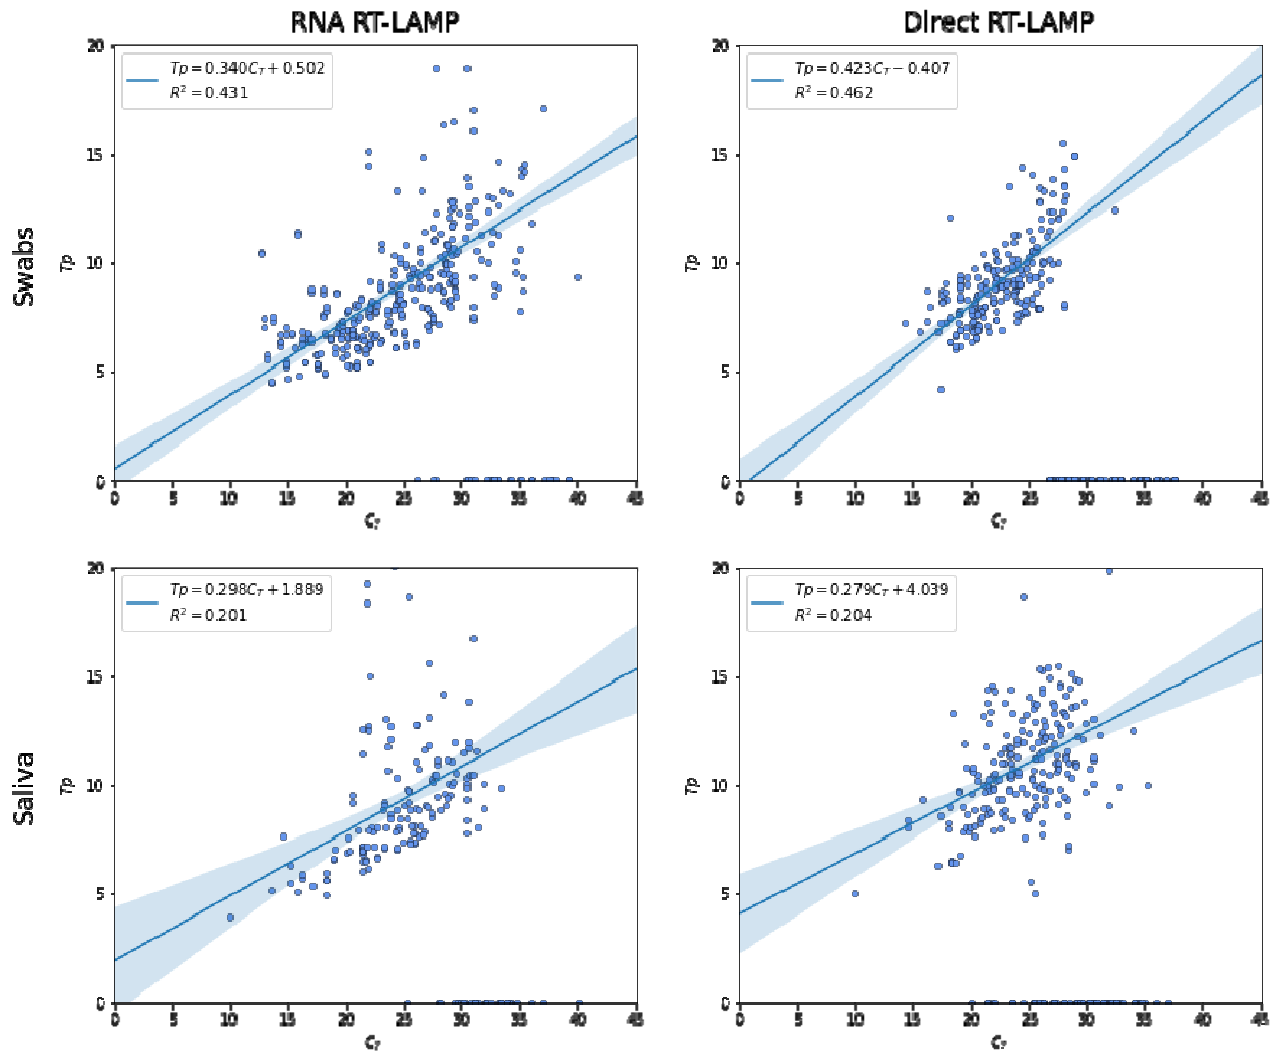 RNA RT-LAMP
Direct RT-LAMP
Swabs
Tp = 0.340C_T + 0.502
R² = 0.431
20
15
10
5
0
Tp
0 5 10 15 20 25 30 35 40 45
C_T
Tp = 0.423C_T − 0.407
R² = 0.462
20
15
10
5
0
Tp
0 5 10 15 20 25 30 35 40 45
C_T
Saliva
Tp = 0.298C_T + 1.889
R² = 0.201
20
15
10
5
0
Tp
0 5 10 15 20 25 30 35 40 45
C_T
Tp = 0.279C_T + 4.039
R² = 0.204
20
15
10
5
0
Tp
0 5 10 15 20 25 30 35 40 45
C_T